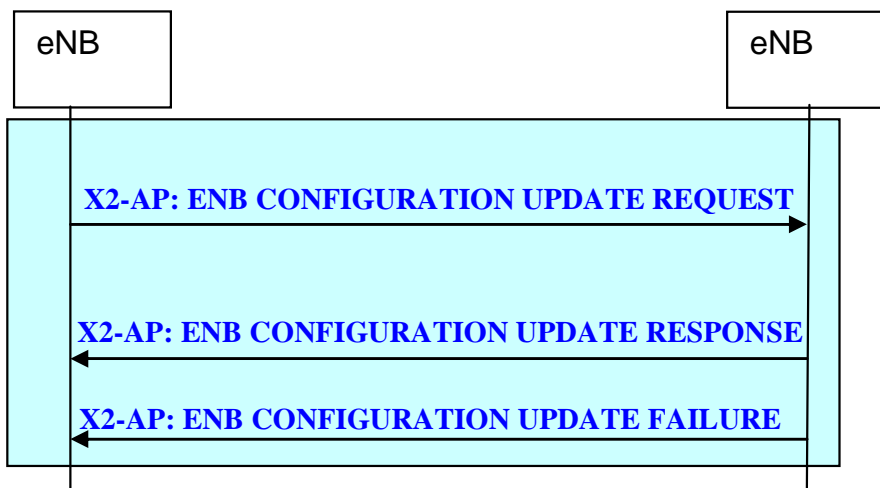 eNB
eNB
X2-AP: ENB CONFIGURATION UPDATE REQUEST
X2-AP: ENB CONFIGURATION UPDATE RESPONSE
X2-AP: ENB CONFIGURATION UPDATE FAILURE